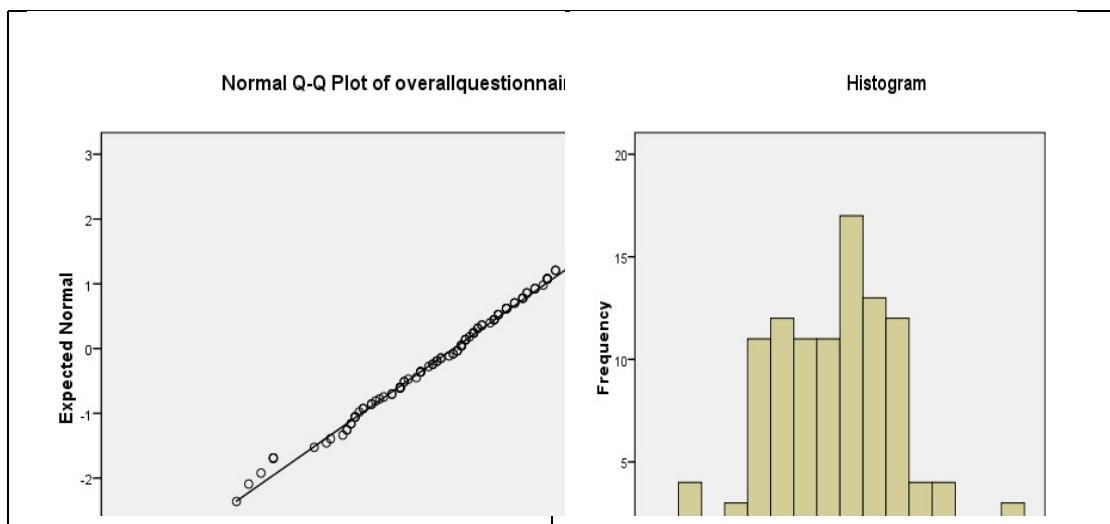 Normal Q-Q Plot of overallquestionnai
3
2
1
0
-1
-2
Expected Normal
Histogram
20
15
10
5
Frequency